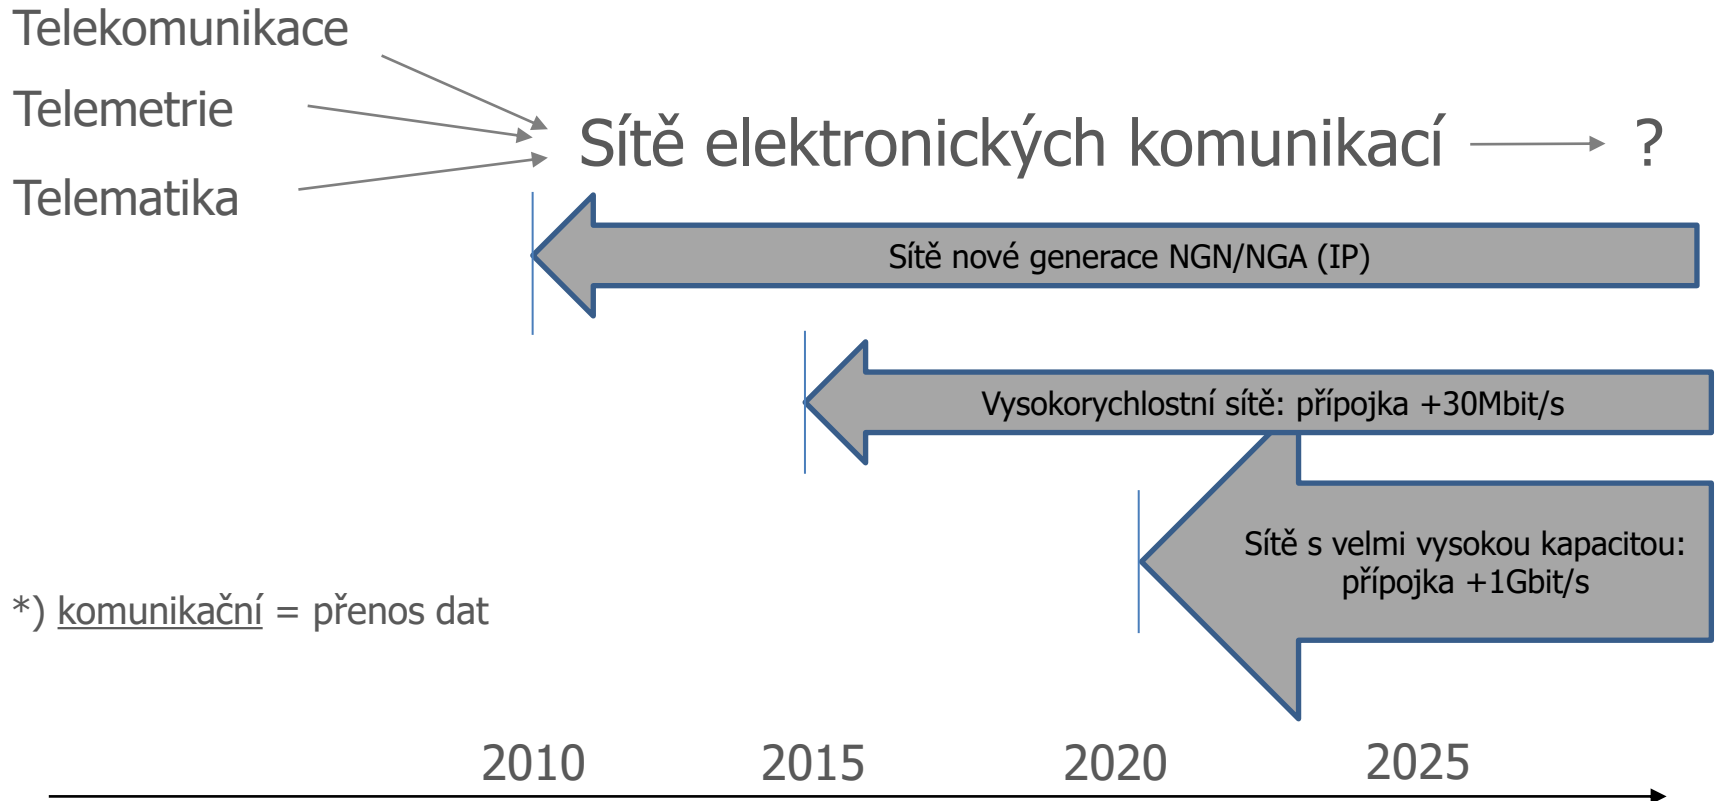 Telekomunikace
Telemetrie
Telematika
Sítě elektronických komunikací
?
Sítě nové generace NGN/NGA (IP)
Vysokorychlostní sítě: přípojka +30Mbit/s
Sítě s velmi vysokou kapacitou:
přípojka +1Gbit/s
*) komunikační = přenos dat
2010 2015 2020 2025